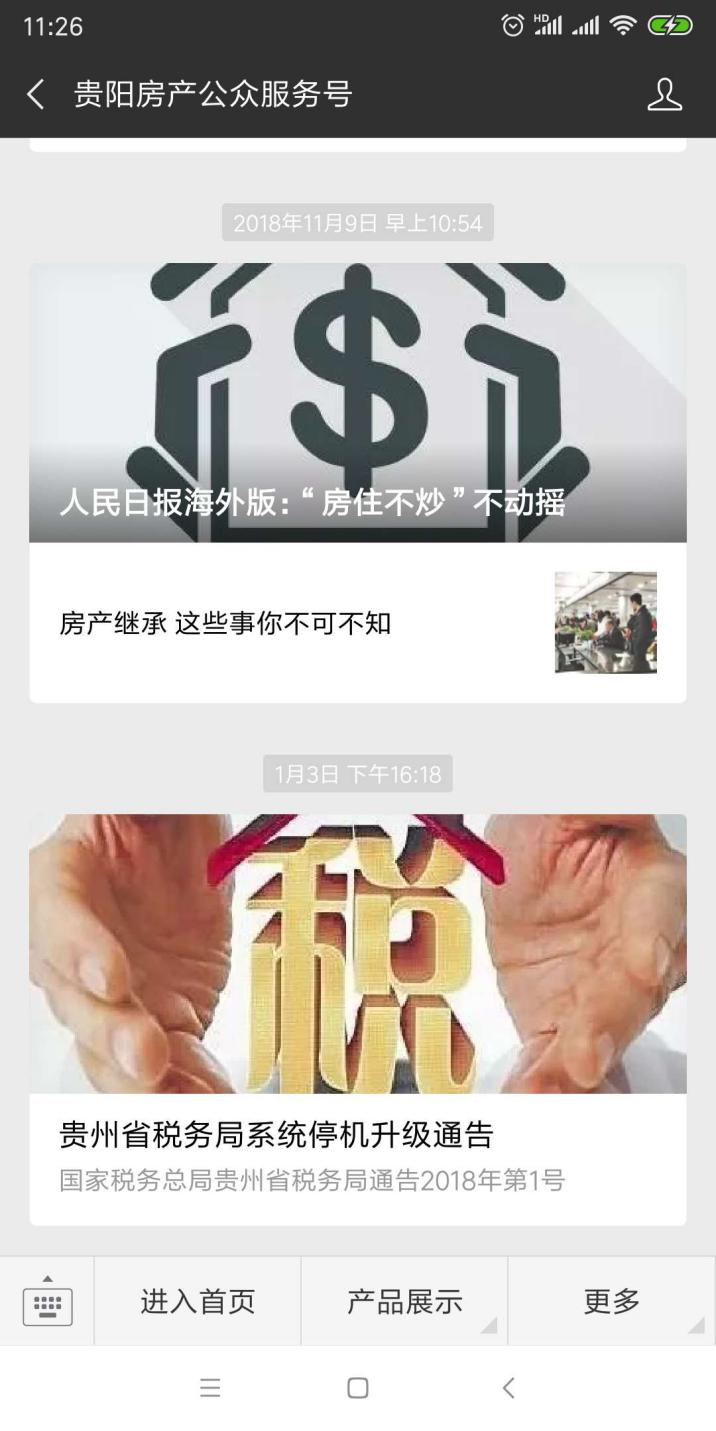 11:26
HD
贵阳房产公众服务号
2018年11月9日 早上10:54
$
人民日报海外版:“房住不炒”不动摇
房产继承 这些事你不可不知
1月3日 下午16:18
税
贵州省税务局系统停机升级通告
国家税务总局贵州省税务局通告2018年第1号
进入首页
产品展示
更多